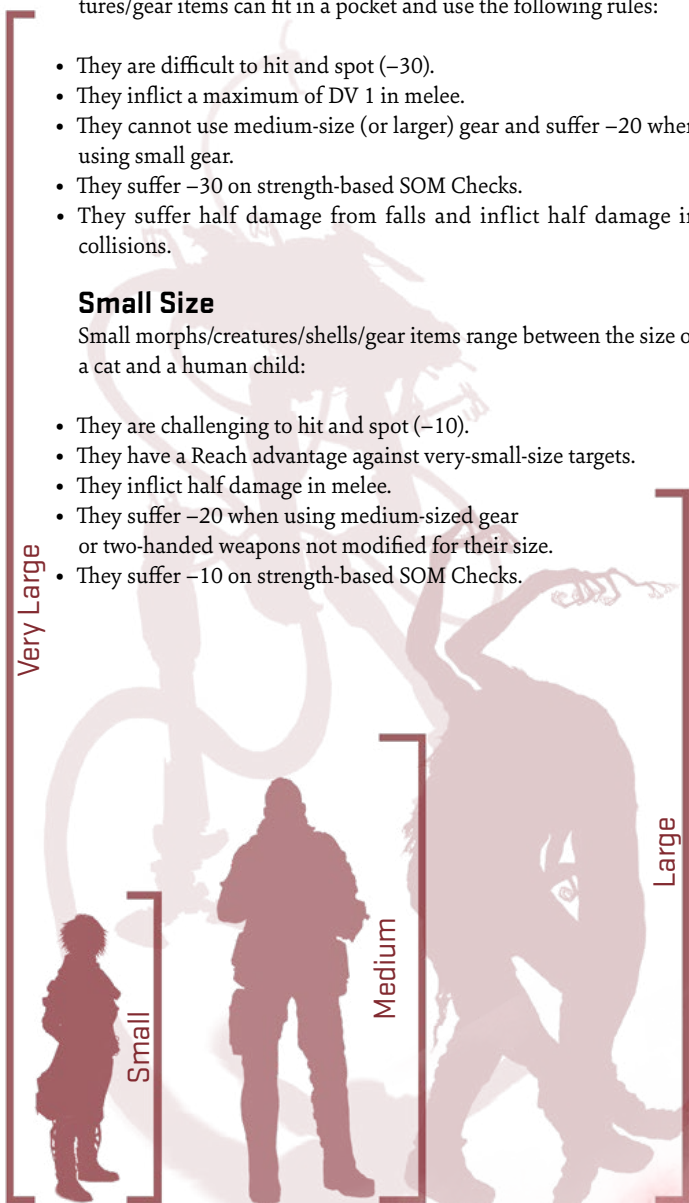 tures/gear items can fit in a pocket and use the following rules:
• They are difficult to hit and spot (–30).
• They inflict a maximum of DV 1 in melee.
• They cannot use medium-size (or larger) gear and suffer –20 when
using small gear.
• They suffer –30 on strength-based SOM Checks.
• They suffer half damage from falls and inflict half damage in
collisions.
Small Size
Small morphs/creatures/shells/gear items range between the size o
a cat and a human child:
• They are challenging to hit and spot (–10).
• They have a Reach advantage against very-small-size targets.
• They inflict half damage in melee.
• They suffer –20 when using medium-sized gear
or two-handed weapons not modified for their size.
• They suffer –10 on strength-based SOM Checks.
Very Large
Small
Medium
Large